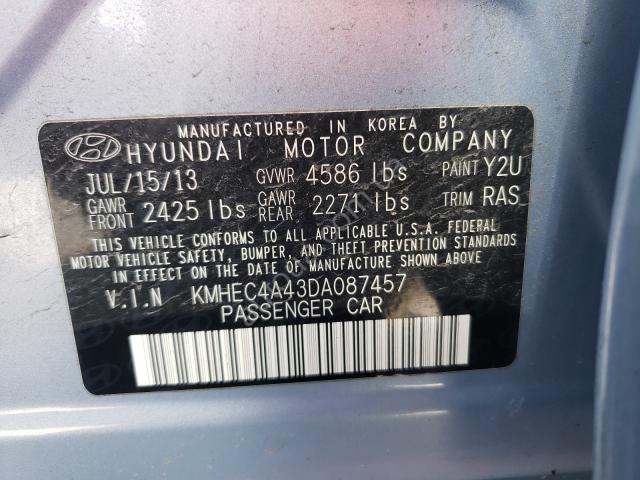 MANUFACTURED IN KOREA BY
HYUNDAI MOTOR COMPANY
JUL/15/13 GVWR 4586 lbs PAINT Y2U
GAWR FRONT 2425 lbs GAWR REAR 2271 lbs TRIM RAS
THIS VEHICLE CONFORMS TO ALL APPLICABLE U.S.A. FEDERAL
MOTOR VEHICLE SAFETY, BUMPER, AND THEFT PREVENTION STANDARDS
IN EFFECT ON THE DATE OF MANUFACTURE SHOWN ABOVE.
V.I.N KMHEC4A43DA087457
PASSENGER CAR